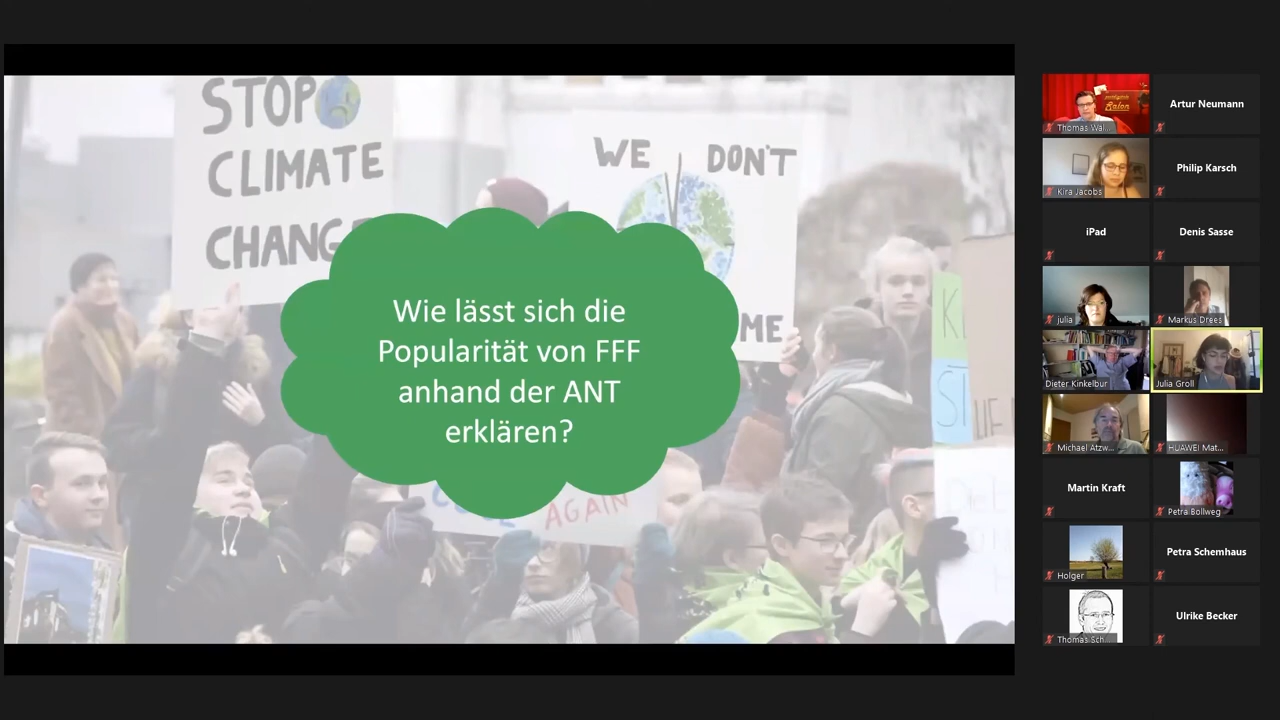 STOP
CLIMATE
CHANG
WE DON'T
ME
Wie lässt sich die
Popularität von FFF
anhand der ANT
erklären?
AGAIN
Thomas Wal...
Artur Neumann
Kira Jacobs
Philip Karsch
iPad
Denis Sasse
julia
Markus Drees
Dieter Kinkelbur
Julia Groll
Michael Atzw...
HUAWEI Mat...
Martin Kraft
Petra Bollweg
Holger
Petra Schemhaus
Thomas Sch...
Ulrike Becker